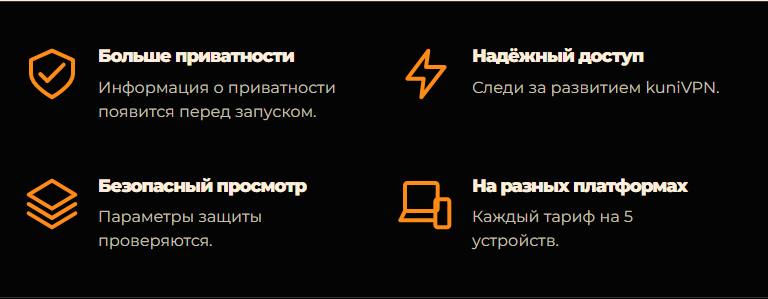 Больше приватности
Информация о приватности
появится перед запуском.
Надёжный доступ
Следи за развитием kuniVPN.
Безопасный просмотр
Параметры защиты
проверяются.
На разных платформах
Каждый тариф на 5
устройств.